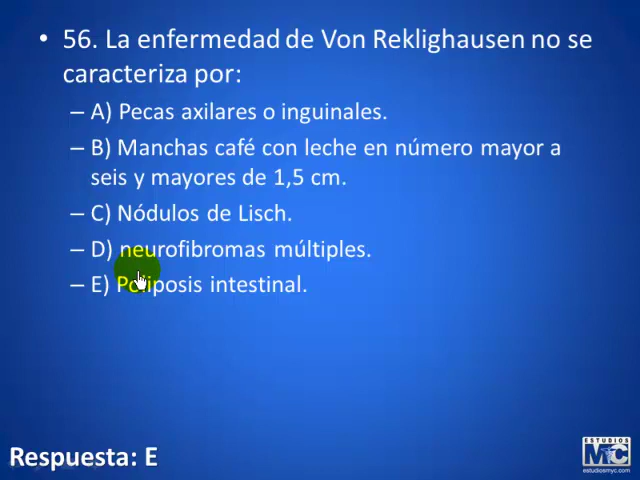 • 56. La enfermedad de Von Reklighausen no se
caracteriza por:
– A) Pecas axilares o inguinales.
– B) Manchas café con leche en número mayor a
seis y mayores de 1,5 cm.
– C) Nódulos de Lisch.
– D) neurofibromas múltiples.
– E) Poliposis intestinal.
Respuesta: E
ESTUDIOS
MyC
estudiosmyc.com